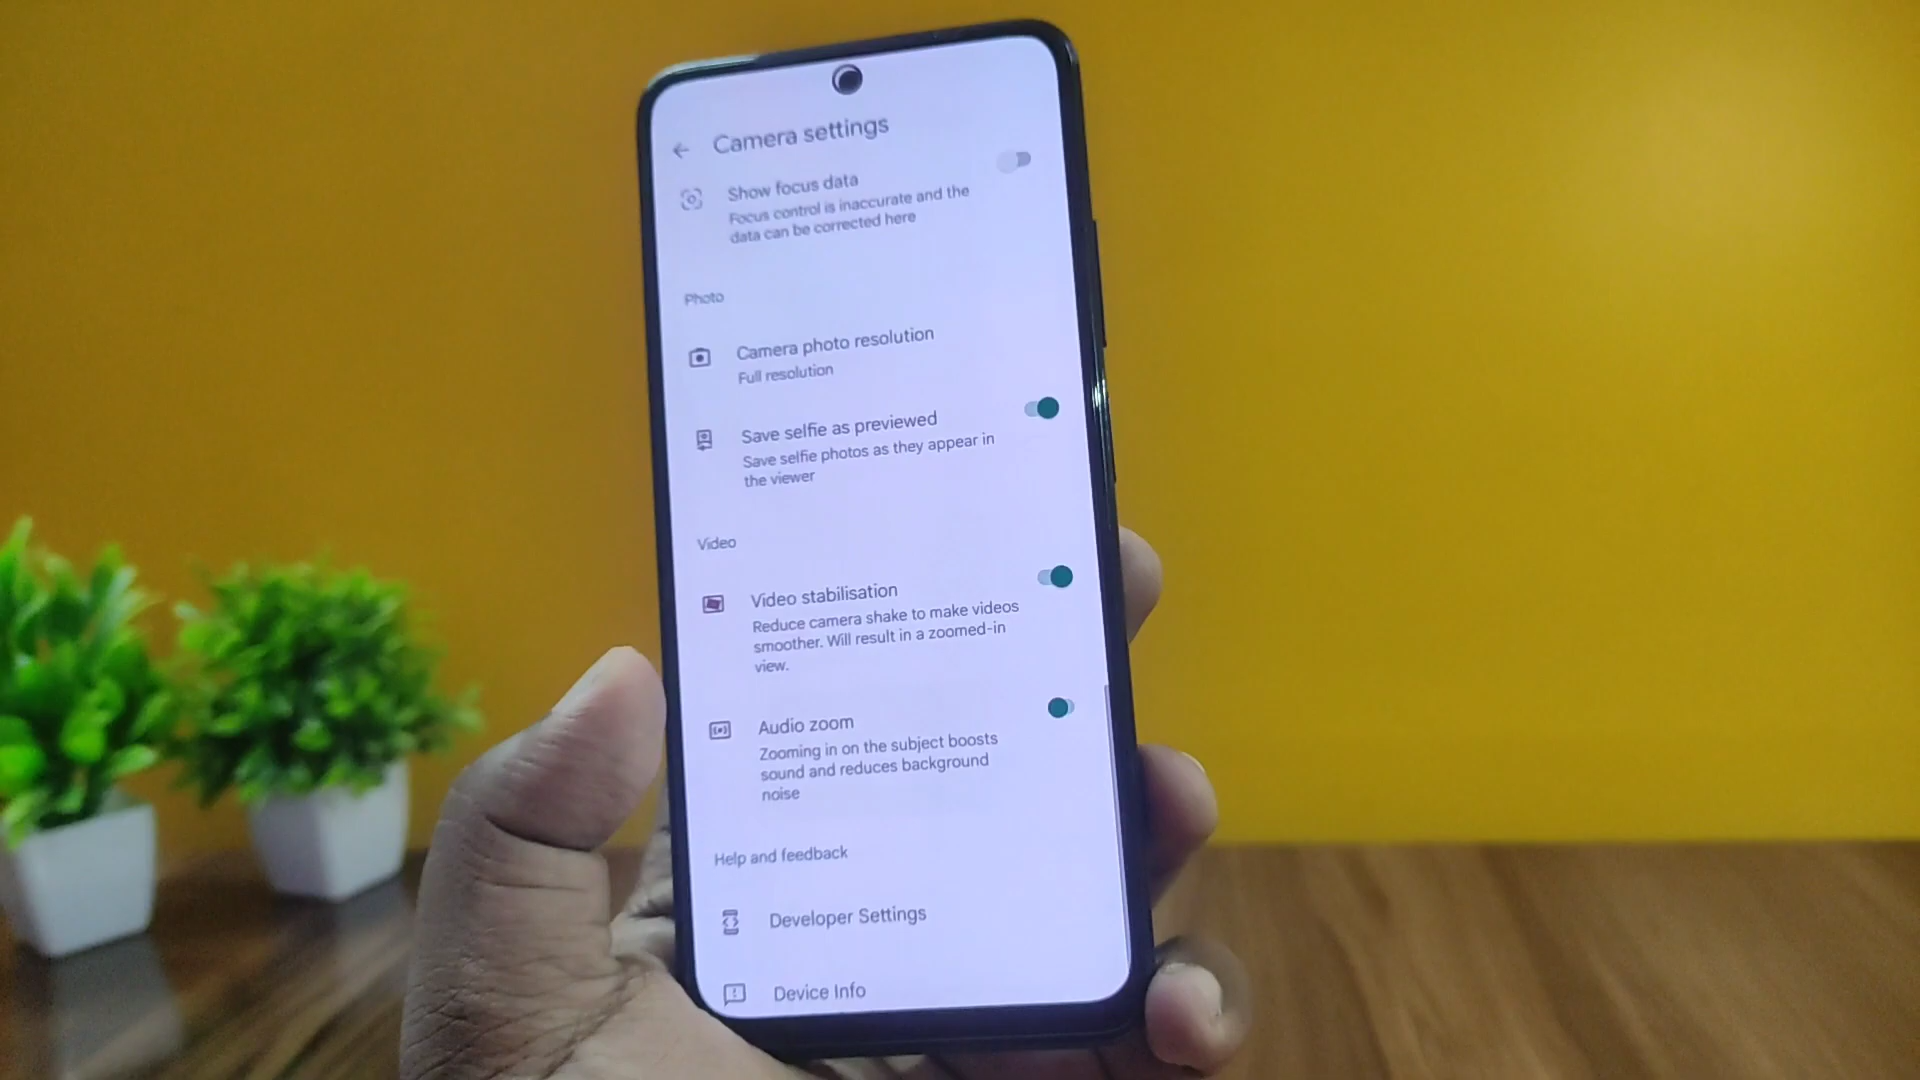 Camera settings
Show focus data
Focus control is inaccurate and the
data can be corrected here
Photo
Camera photo resolution
Full resolution
Save selfie as previewed
Save selfie photos as they appear in
the viewer
Video
Video stabilisation
Reduce camera shake to make videos
smoother. Will result in a zoomed-in
view.
Audio zoom
Zooming in on the subject boosts
sound and reduces background
noise
Help and feedback
Developer Settings
Device Info